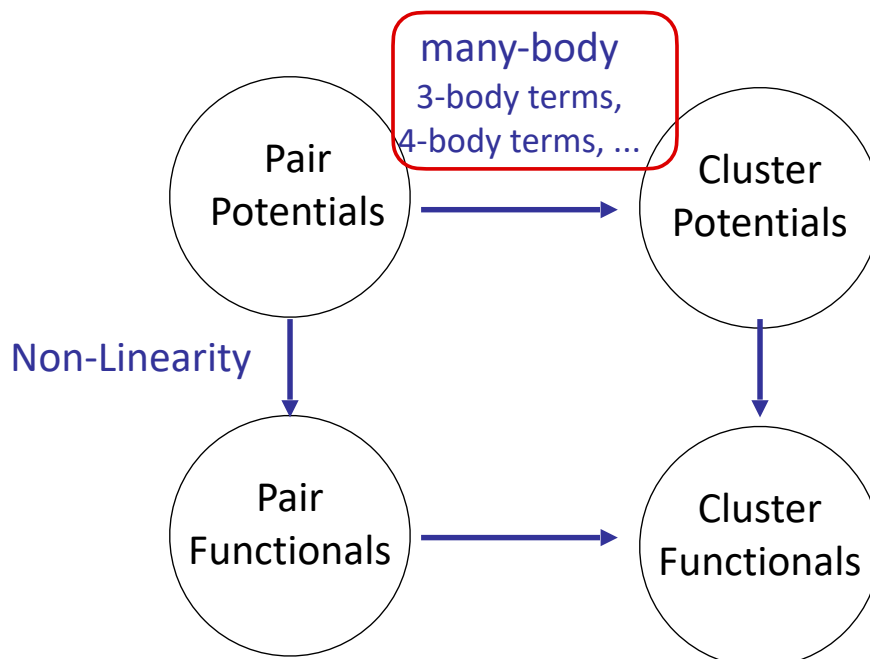 many-body
3-body terms,
4-body terms, ...
Pair
Potentials
Cluster
Potentials
Non-Linearity
Pair
Functionals
Cluster
Functionals